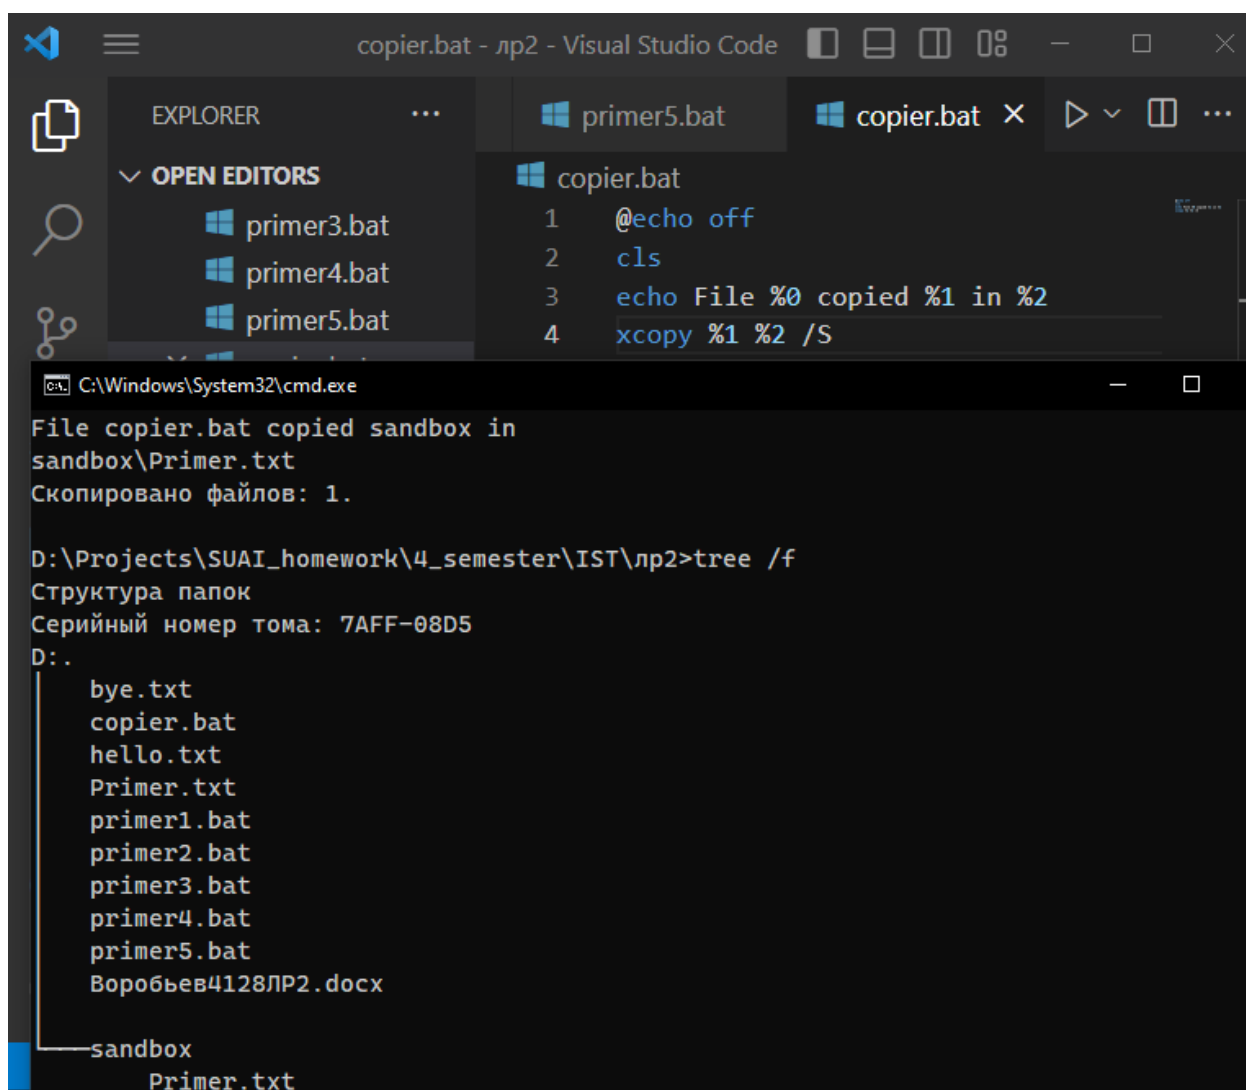 copier.bat - лр2 - Visual Studio Code
EXPLORER
primer5.bat
copier.bat
OPEN EDITORS
copier.bat
primer3.bat
primer4.bat
primer5.bat
1 @echo off
2 cls
3 echo File %0 copied %1 in %2
4 xcopy %1 %2 /S
C:\Windows\System32\cmd.exe
File copier.bat copied sandbox in
sandbox\Primer.txt
Скопировано файлов: 1.
D:\Projects\SUAI_homework\4_semester\IST\лр2>tree /f
Структура папок
Серийный номер тома: 7AFF-08D5
D:.
bye.txt
copier.bat
hello.txt
Primer.txt
primer1.bat
primer2.bat
primer3.bat
primer4.bat
primer5.bat
Воробьев4128ЛР2.docx
sandbox
Primer.txt